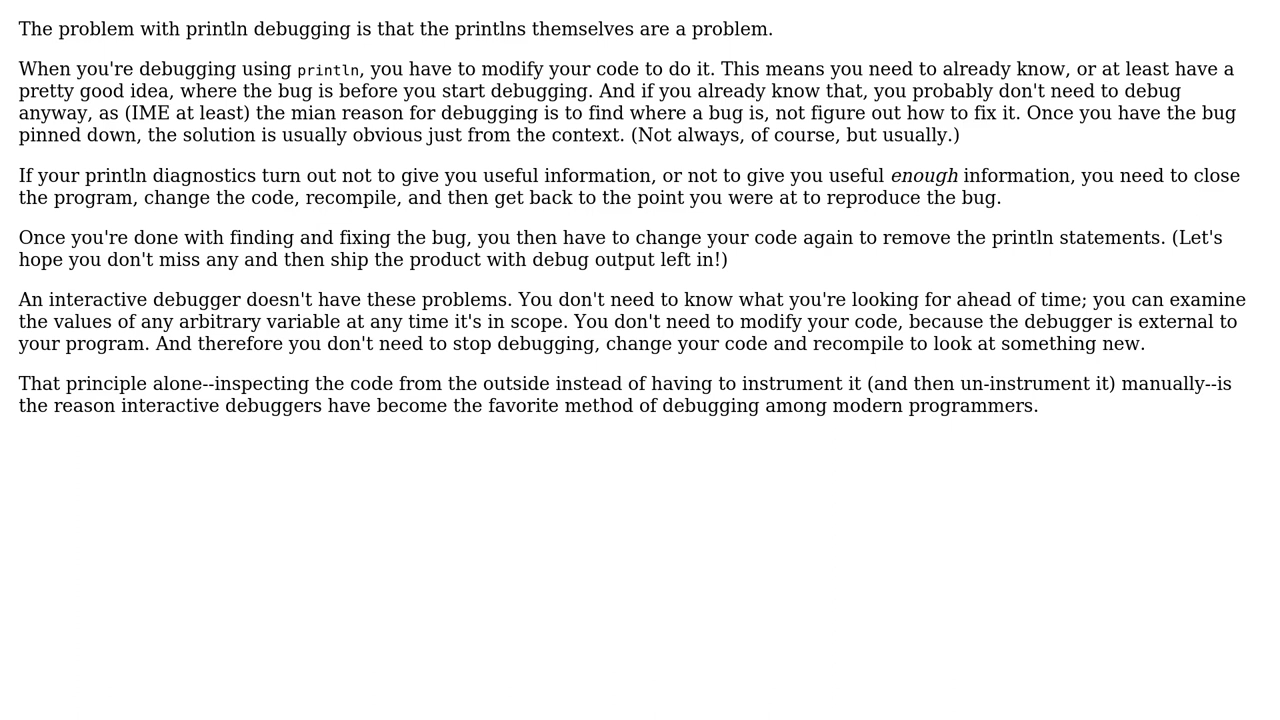 The problem with println debugging is that the printlns themselves are a problem.
When you're debugging using println, you have to modify your code to do it. This means you need to already know, or at least have a
pretty good idea, where the bug is before you start debugging. And if you already know that, you probably don't need to debug
anyway, as (IME at least) the mian reason for debugging is to find where a bug is, not figure out how to fix it. Once you have the bug
pinned down, the solution is usually obvious just from the context. (Not always, of course, but usually.)
If your println diagnostics turn out not to give you useful information, or not to give you useful enough information, you need to close
the program, change the code, recompile, and then get back to the point you were at to reproduce the bug.
Once you're done with finding and fixing the bug, you then have to change your code again to remove the println statements. (Let's
hope you don't miss any and then ship the product with debug output left in!)
An interactive debugger doesn't have these problems. You don't need to know what you're looking for ahead of time; you can examine
the values of any arbitrary variable at any time it's in scope. You don't need to modify your code, because the debugger is external to
your program. And therefore you don't need to stop debugging, change your code and recompile to look at something new.
That principle alone--inspecting the code from the outside instead of having to instrument it (and then un-instrument it) manually--is
the reason interactive debuggers have become the favorite method of debugging among modern programmers.